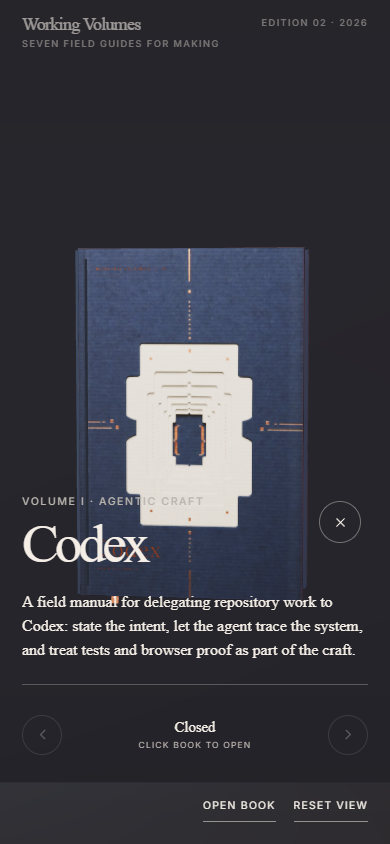 Working Volumes
EDITION 02 · 2026
SEVEN FIELD GUIDES FOR MAKING
VOLUME I · AGENTIC CRAFT
Codex
A field manual for delegating repository work to
Codex: state the intent, let the agent trace the system,
and treat tests and browser proof as part of the craft.
Closed
CLICK BOOK TO OPEN
OPEN BOOK
RESET VIEW